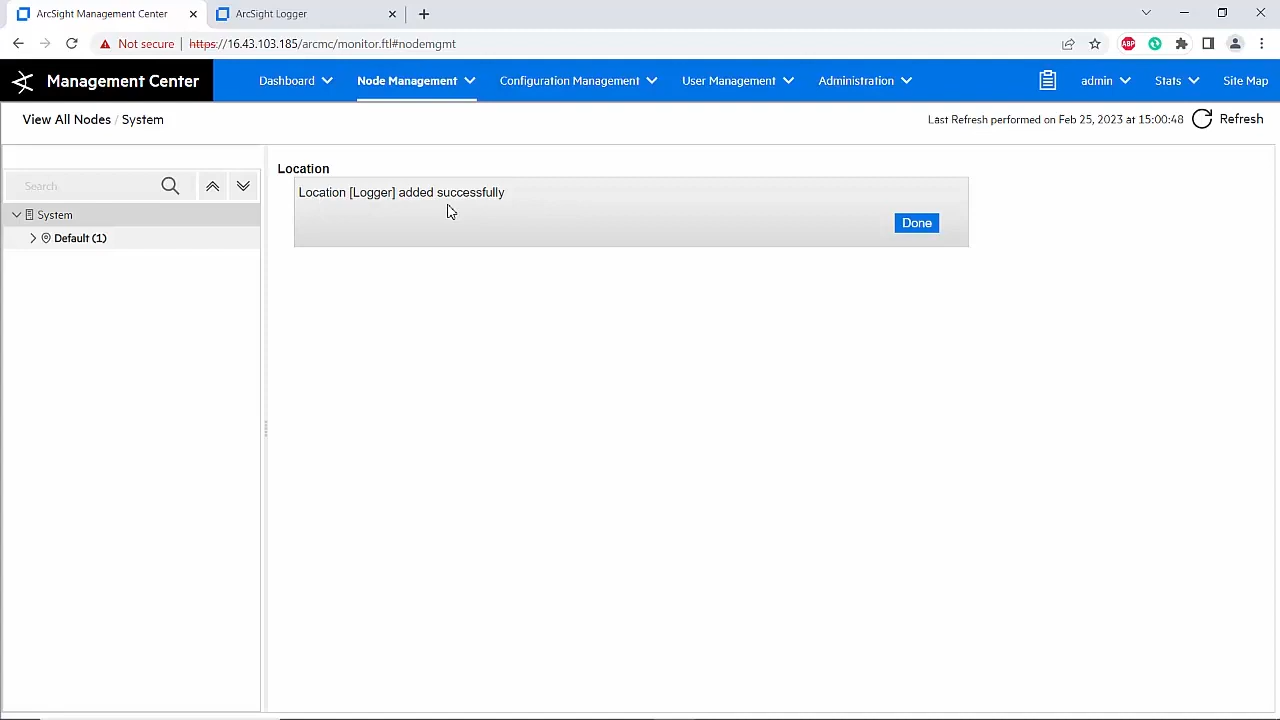 ArcSight Management Center
ArcSight Logger
Not secure
https://16.43.103.185/arcmc/monitor.ftl#nodemgmt
ABP
Management Center
Dashboard
Node Management
Configuration Management
User Management
Administration
admin
Stats
Site Map
View All Nodes / System
Last Refresh performed on Feb 25, 2023 at 15:00:48
Refresh
Search
System
Default (1)
Location
Location [Logger] added successfully
Done